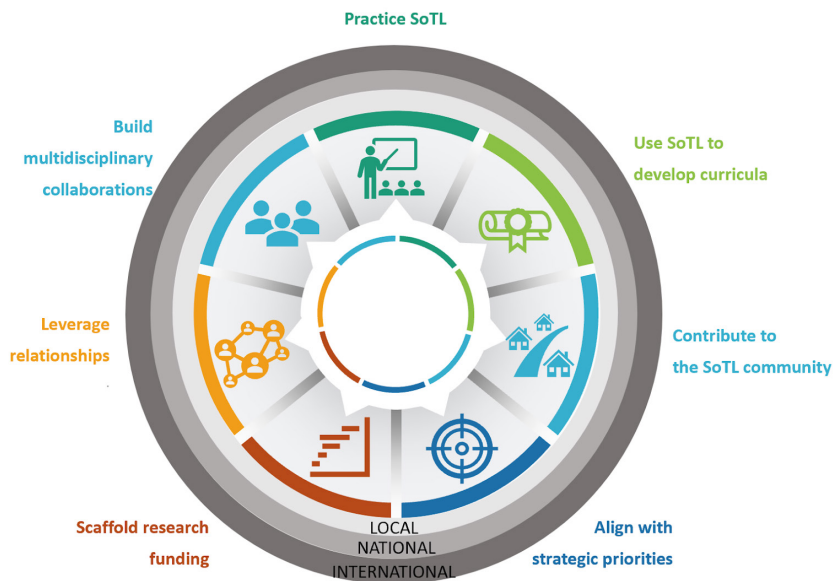 Practice SoTL
Build
multidisciplinary
collaborations
Use SoTL to
develop curricula
Leverage
relationships
Contribute to
the SoTL community
Scaffold research
funding
LOCAL
NATIONAL
INTERNATIONAL
Align with
strategic priorities